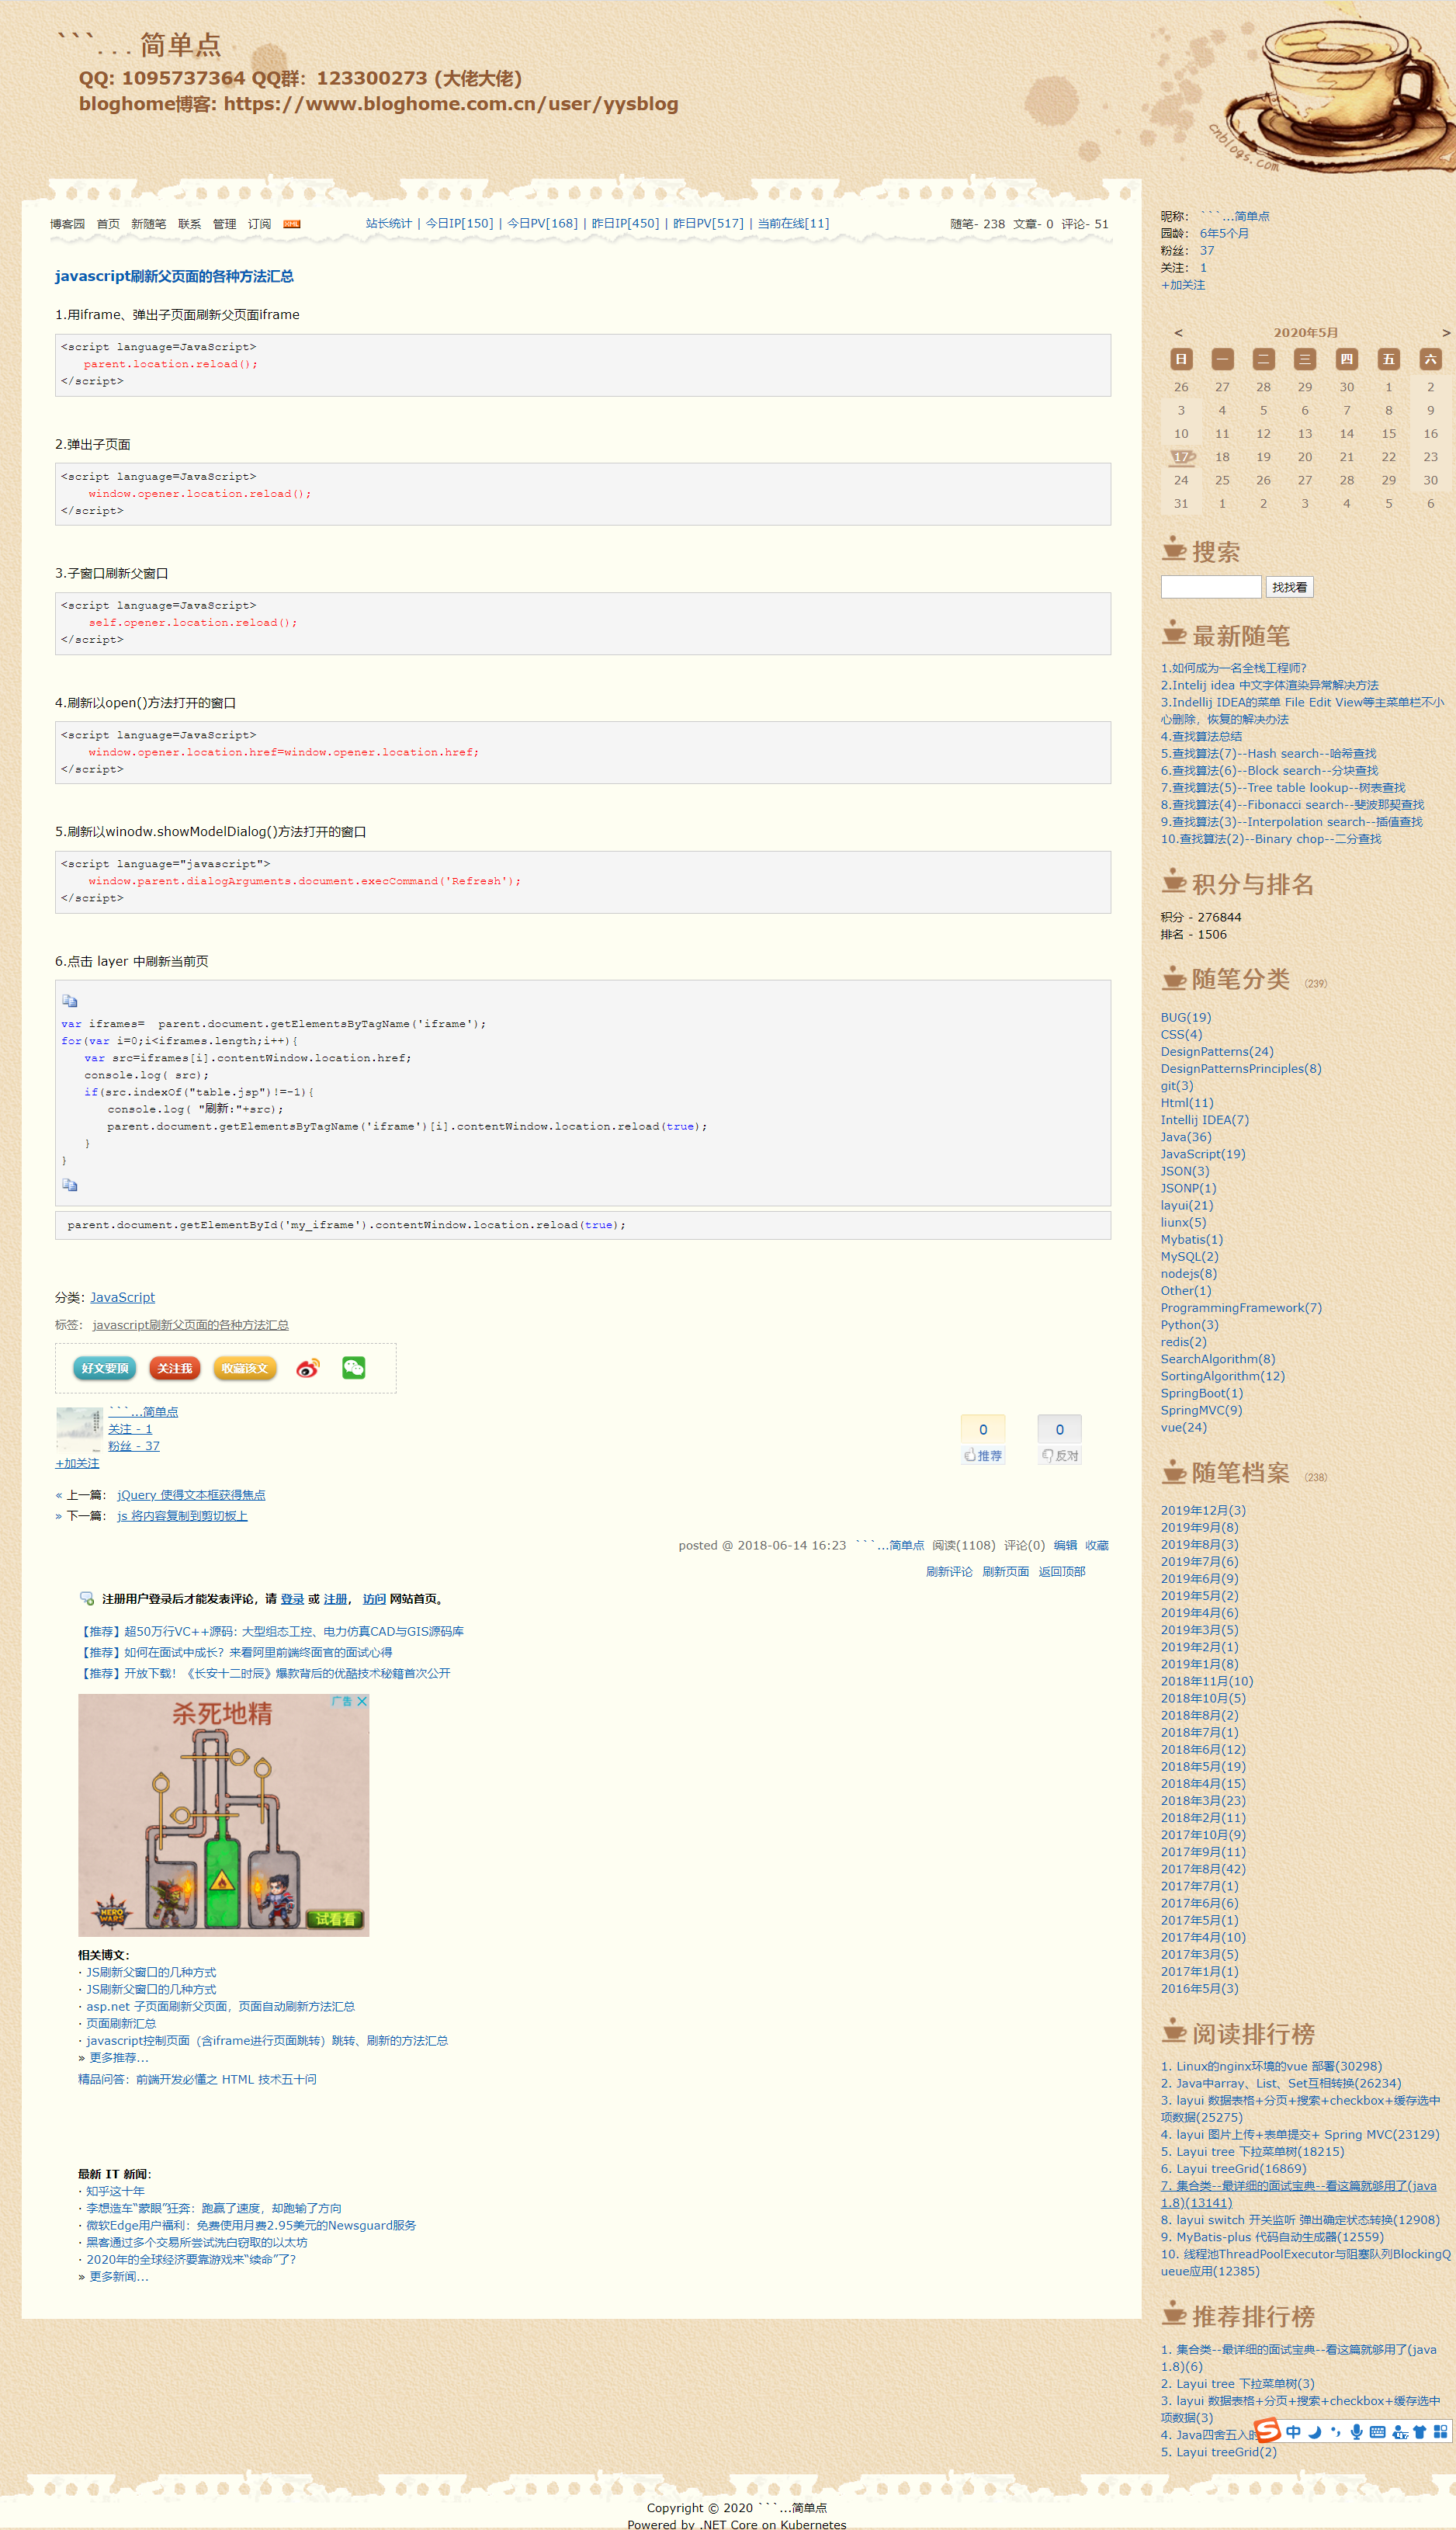 ```...简单点
QQ: 1095737364 QQ群：123300273 (大佬大佬)
bloghome博客: https://www.bloghome.com.cn/user/yysblog
cnblogs.com
博客园 首页 新随笔 联系 管理 订阅 XML
站长统计 | 今日IP[150] | 今日PV[168] | 昨日IP[450] | 昨日PV[517] | 当前在线[11]
随笔- 238 文章- 0 评论- 51
javascript刷新父页面的各种方法汇总
1.用iframe、弹出子页面刷新父页面iframe
<script language=JavaScript>
parent.location.reload();
</script>
2.弹出子页面
<script language=JavaScript>
window.opener.location.reload();
</script>
3.子窗口刷新父窗口
<script language=JavaScript>
self.opener.location.reload();
</script>
4.刷新以open()方法打开的窗口
<script language=JavaScript>
window.opener.location.href=window.opener.location.href;
</script>
5.刷新以winodw.showModelDialog()方法打开的窗口
<script language="javascript">
window.parent.dialogArguments.document.execCommand('Refresh');
</script>
6.点击 layer 中刷新当前页
var iframes=  parent.document.getElementsByTagName('iframe');
for(var i=0;i<iframes.length;i++){
var src=iframes[i].contentWindow.location.href;
console.log( src);
if(src.indexOf("table.jsp")!=-1){
console.log( "刷新:"+src);
parent.document.getElementsByTagName('iframe')[i].contentWindow.location.reload(true);
}
}
parent.document.getElementById('my_iframe').contentWindow.location.reload(true);
分类: JavaScript
标签: javascript刷新父页面的各种方法汇总
好文要顶 关注我 收藏该文
```...简单点
关注 - 1
粉丝 - 37
+加关注
0
推荐
0
反对
« 上一篇： jQuery 使得文本框获得焦点
» 下一篇： js 将内容复制到剪切板上
posted @ 2018-06-14 16:23 ```...简单点 阅读(1108) 评论(0) 编辑 收藏
刷新评论 刷新页面 返回顶部
注册用户登录后才能发表评论，请 登录 或 注册， 访问 网站首页。
【推荐】超50万行VC++源码: 大型组态工控、电力仿真CAD与GIS源码库
【推荐】如何在面试中成长？来看阿里前端终面官的面试心得
【推荐】开放下载！《长安十二时辰》爆款背后的优酷技术秘籍首次公开
广告
杀死地精
HERO WARS
试看看
相关博文：
· JS刷新父窗口的几种方式
· JS刷新父窗口的几种方式
· asp.net 子页面刷新父页面，页面自动刷新方法汇总
· 页面刷新汇总
· javascript控制页面（含iframe进行页面跳转）跳转、刷新的方法汇总
» 更多推荐...
精品问答：前端开发必懂之 HTML 技术五十问
最新 IT 新闻:
· 知乎这十年
· 李想造车“蒙眼”狂奔：跑赢了速度，却跑输了方向
· 微软Edge用户福利：免费使用月费2.95美元的Newsguard服务
· 黑客通过多个交易所尝试洗白窃取的以太坊
· 2020年的全球经济要靠游戏来“续命”了?
» 更多新闻...
昵称： ```...简单点
园龄： 6年5个月
粉丝： 37
关注： 1
+加关注
< 2020年5月 >
日 一 二 三 四 五 六
26 27 28 29 30 1 2
3 4 5 6 7 8 9
10 11 12 13 14 15 16
17 18 19 20 21 22 23
24 25 26 27 28 29 30
31 1 2 3 4 5 6
搜索
找找看
最新随笔
1.如何成为一名全栈工程师?
2.Intelij idea 中文字体渲染异常解决方法
3.Indellij IDEA的菜单 File Edit View等主菜单栏不小
心删除，恢复的解决办法
4.查找算法总结
5.查找算法(7)--Hash search--哈希查找
6.查找算法(6)--Block search--分块查找
7.查找算法(5)--Tree table lookup--树表查找
8.查找算法(4)--Fibonacci search--斐波那契查找
9.查找算法(3)--Interpolation search--插值查找
10.查找算法(2)--Binary chop--二分查找
积分与排名
积分 - 276844
排名 - 1506
随笔分类 (239)
BUG(19)
CSS(4)
DesignPatterns(24)
DesignPatternsPrinciples(8)
git(3)
Html(11)
Intellij IDEA(7)
Java(36)
JavaScript(19)
JSON(3)
JSONP(1)
layui(21)
liunx(5)
Mybatis(1)
MySQL(2)
nodejs(8)
Other(1)
ProgrammingFramework(7)
Python(3)
redis(2)
SearchAlgorithm(8)
SortingAlgorithm(12)
SpringBoot(1)
SpringMVC(9)
vue(24)
随笔档案 (238)
2019年12月(3)
2019年9月(8)
2019年8月(3)
2019年7月(6)
2019年6月(9)
2019年5月(2)
2019年4月(6)
2019年3月(5)
2019年2月(1)
2019年1月(8)
2018年11月(10)
2018年10月(5)
2018年8月(2)
2018年7月(1)
2018年6月(12)
2018年5月(19)
2018年4月(15)
2018年3月(23)
2018年2月(11)
2017年10月(9)
2017年9月(11)
2017年8月(42)
2017年7月(1)
2017年6月(6)
2017年5月(1)
2017年4月(10)
2017年3月(5)
2017年1月(1)
2016年5月(3)
阅读排行榜
1. Linux的nginx环境的vue 部署(30298)
2. Java中array、List、Set互相转换(26234)
3. layui 数据表格+分页+搜索+checkbox+缓存选中
项数据(25275)
4. layui 图片上传+表单提交+ Spring MVC(23129)
5. Layui tree 下拉菜单树(18215)
6. Layui treeGrid(16869)
7. 集合类--最详细的面试宝典--看这篇就够用了(java
1.8)(13141)
8. layui switch 开关监听 弹出确定状态转换(12908)
9. MyBatis-plus 代码自动生成器(12559)
10. 线程池ThreadPoolExecutor与阻塞队列BlockingQ
ueue应用(12385)
推荐排行榜
1. 集合类--最详细的面试宝典--看这篇就够用了(java
1.8)(6)
2. Layui tree 下拉菜单树(3)
3. layui 数据表格+分页+搜索+checkbox+缓存选中
项数据(3)
4. Java四舍五入
中
5. Layui treeGrid(2)
Copyright © 2020 ```...简单点
Powered by .NET Core on Kubernetes